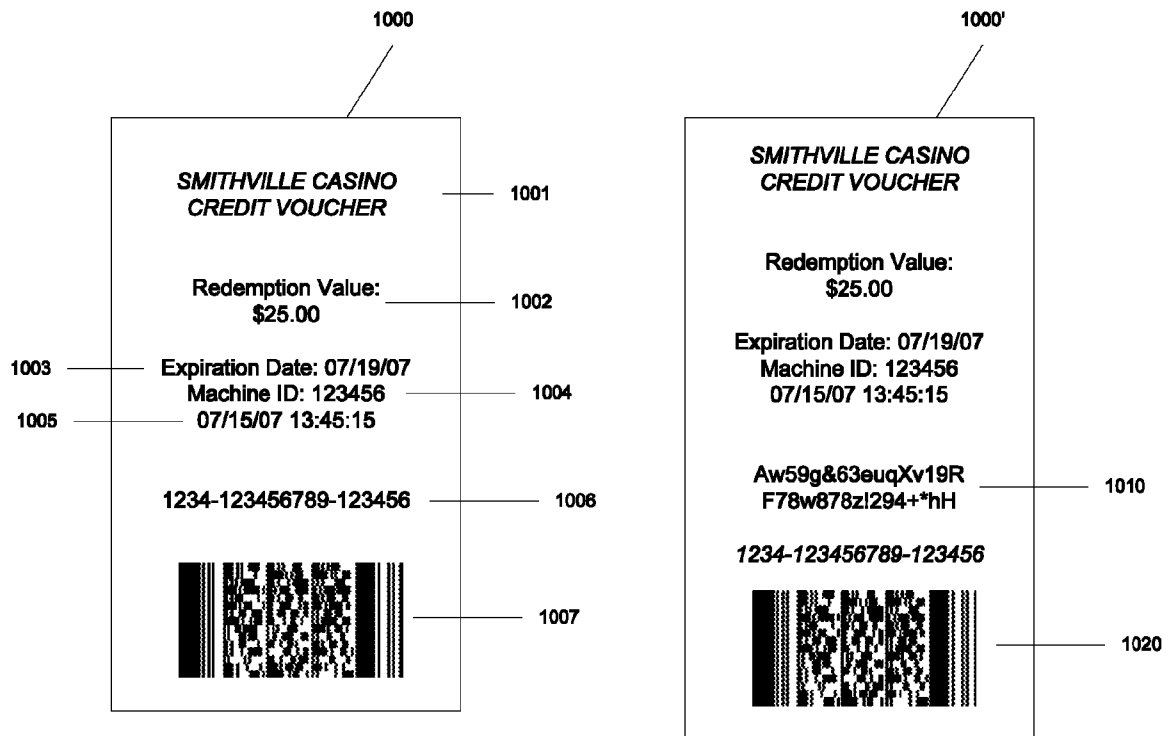 1000
SMITHVILLE CASINO
CREDIT VOUCHER
1001
Redemption Value:
$25.00
1002
1003
Expiration Date: 07/19/07
Machine ID: 123456
1004
1005
07/15/07 13:45:15
1234-123456789-123456
1006
1007
1000'
SMITHVILLE CASINO
CREDIT VOUCHER
Redemption Value:
$25.00
Expiration Date: 07/19/07
Machine ID: 123456
07/15/07 13:45:15
Aw59g&63euqXv19R
F78w878z!294+*hH
1010
1234-123456789-123456
1020